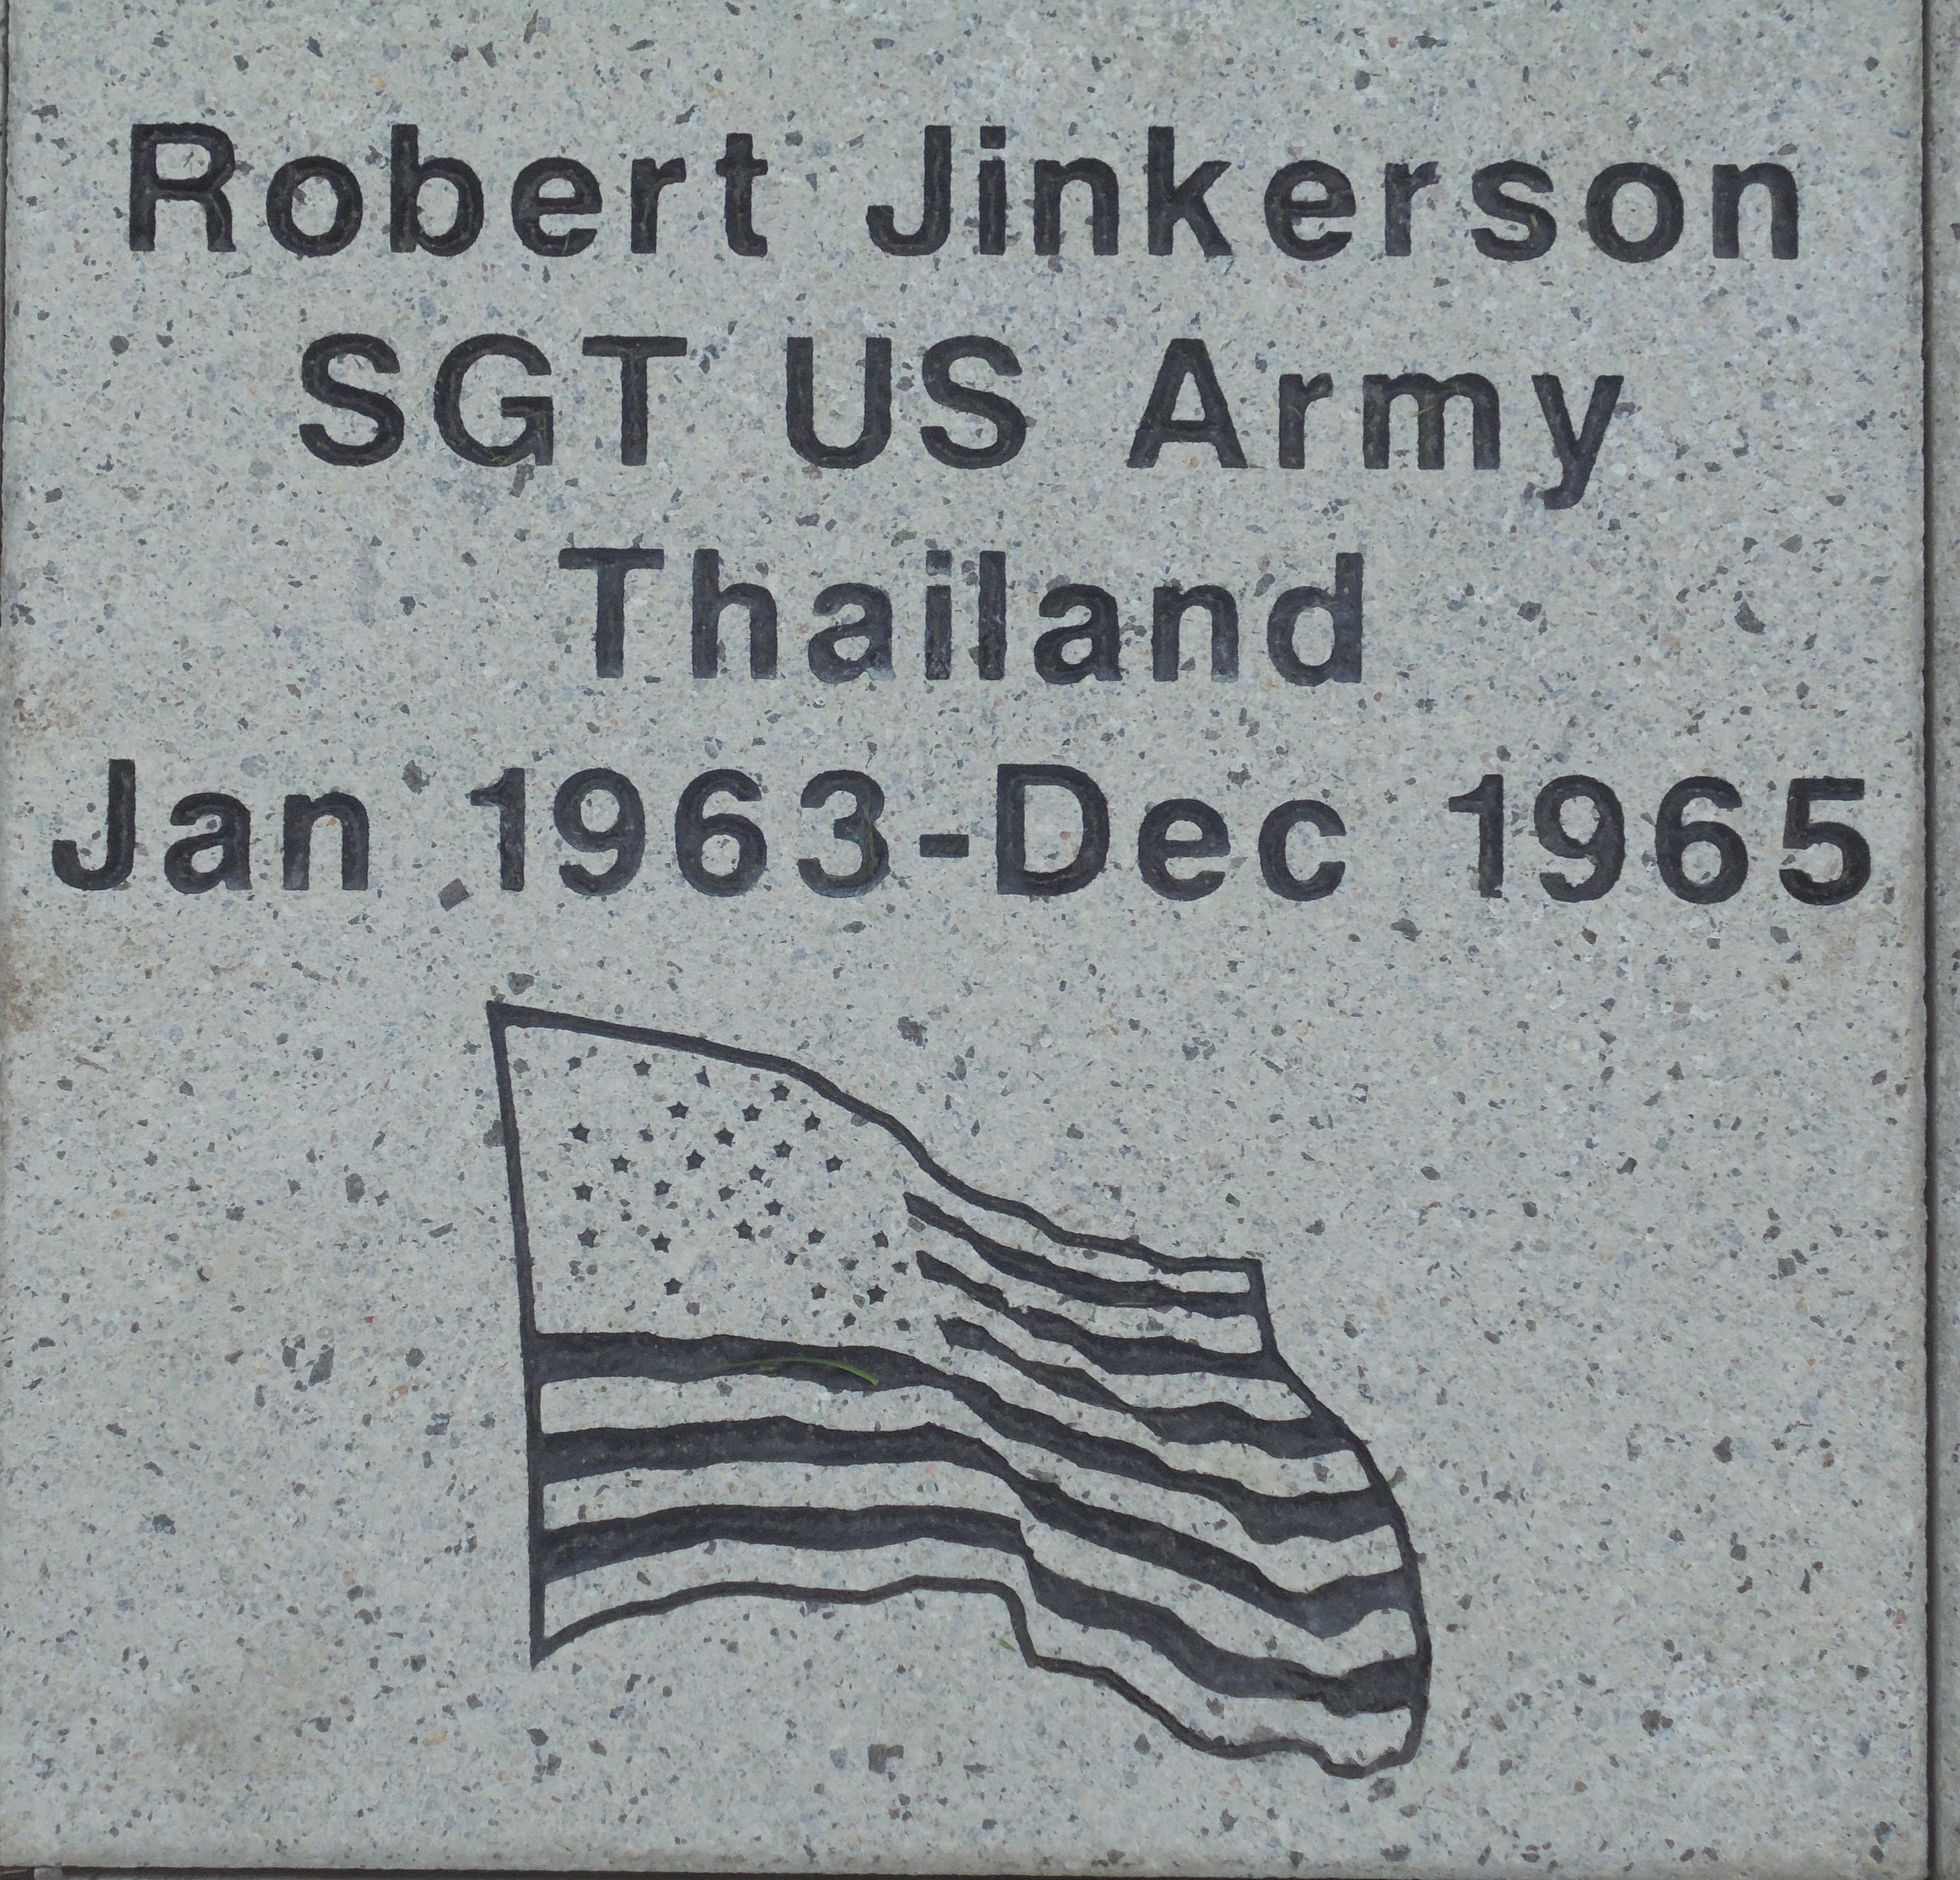 Robert Jinkerson
SGT US Army
Thailand
Jan 1963-Dec 1965